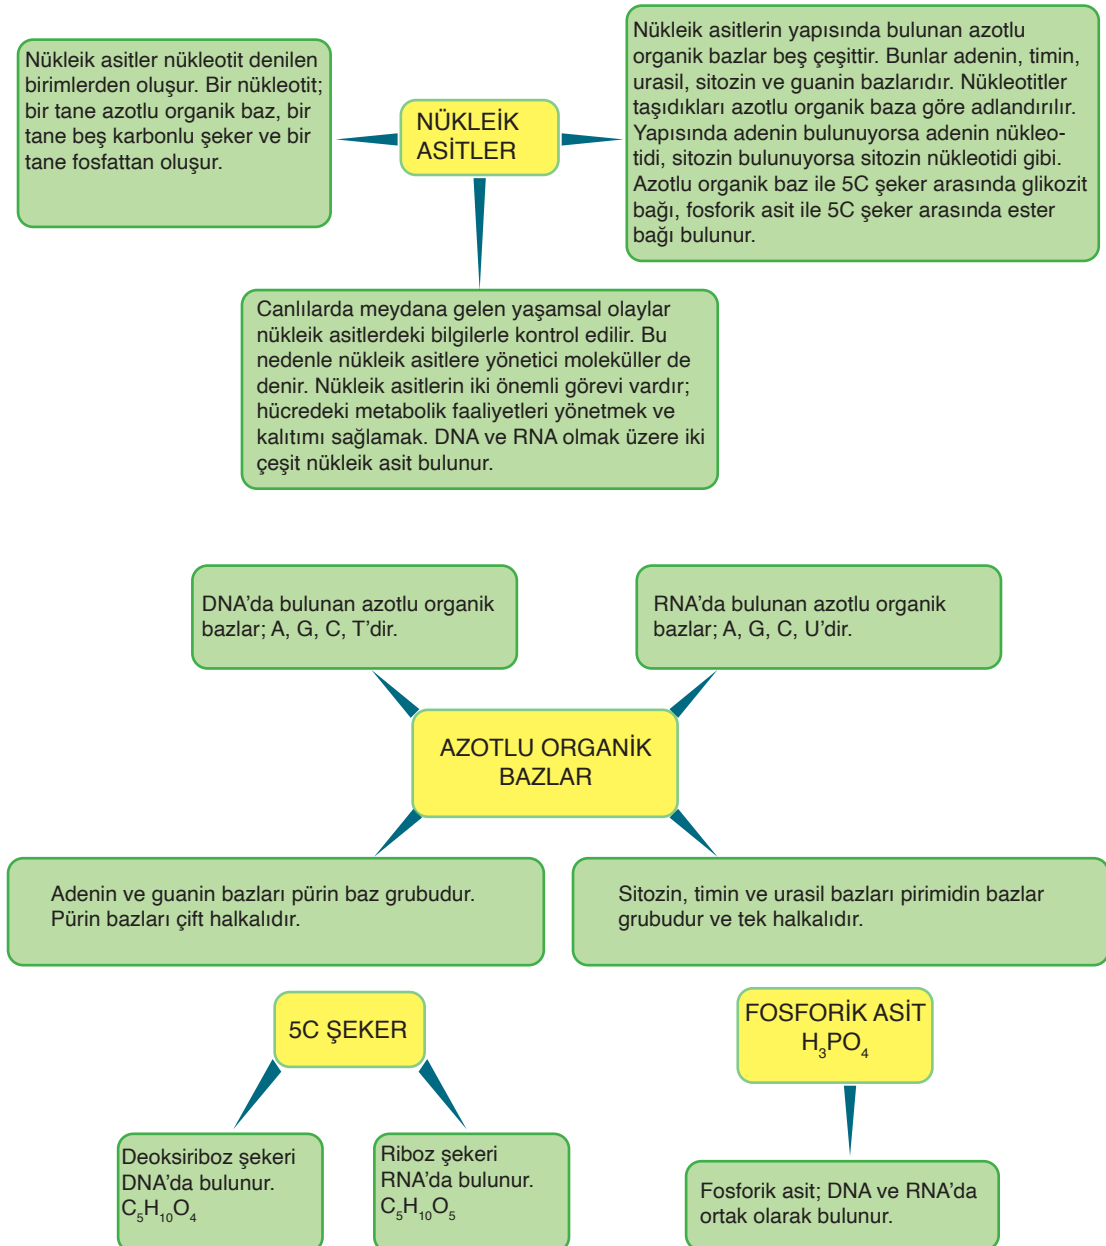 Nükleik asitler nükleotit denilen
birimlerden oluşur. Bir nükleotit;
bir tane azotlu organik baz, bir
tane beş karbonlu şeker ve bir
tane fosfattan oluşur.
NÜKLEİK
ASİTLER
Nükleik asitlerin yapısında bulunan azotlu
organik bazlar beş çeşittir. Bunlar adenin, timin,
urasil, sitozin ve guanin bazlarıdır. Nükleotitler
taşıdıkları azotlu organik baza göre adlandırılır.
Yapısında adenin bulunuyorsa adenin nükleo-
tidi, sitozin bulunuyorsa sitozin nükleotidi gibi.
Azotlu organik baz ile 5C şeker arasında glikozit
bağı, fosforik asit ile 5C şeker arasında ester
bağı bulunur.
Canlılarda meydana gelen yaşamsal olaylar
nükleik asitlerdeki bilgilerle kontrol edilir. Bu
nedenle nükleik asitlere yönetici moleküller de
denir. Nükleik asitlerin iki önemli görevi vardır;
hücredeki metabolik faaliyetleri yönetmek ve
kalıtımı sağlamak. DNA ve RNA olmak üzere iki
çeşit nükleik asit bulunur.
DNA’da bulunan azotlu organik
bazlar; A, G, C, T’dir.
RNA’da bulunan azotlu organik
bazlar; A, G, C, U’dir.
AZOTLU ORGANİK
BAZLAR
Adenin ve guanin bazları pürin baz grubudur.
Pürin bazları çift halkalıdır.
Sitozin, timin ve urasil bazları pirimidin bazlar
grubudur ve tek halkalıdır.
5C ŞEKER
FOSFORİK ASİT
H₃PO₄
Deoksiriboz şekeri
DNA’da bulunur.
C₅H₁₀O₄
Riboz şekeri
RNA’da bulunur.
C₅H₁₀O₅
Fosforik asit; DNA ve RNA’da
ortak olarak bulunur.